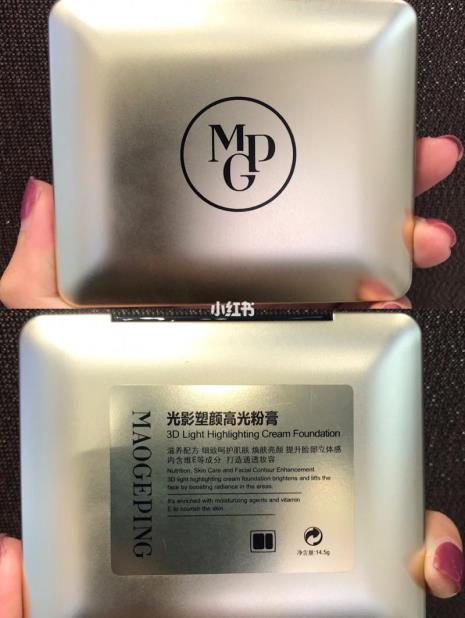 MGP
小红书
MAOGEPING
光影塑颜高光粉膏
3D Light Highlighting Cream Foundation
滋养配方 细致呵护肌肤 焕肤亮颜 提升脸部立体感
内含维E等成分 打造通透妆容
Nutrition, Skin Care and Facial Contour Enhancement
3D light highlighting cream foundation brightens and lifts the
face by boosting radiance in the areas.
It's enriched with moisturizing agents and vitamin
E to nourish the skin.
净含量:14.5g